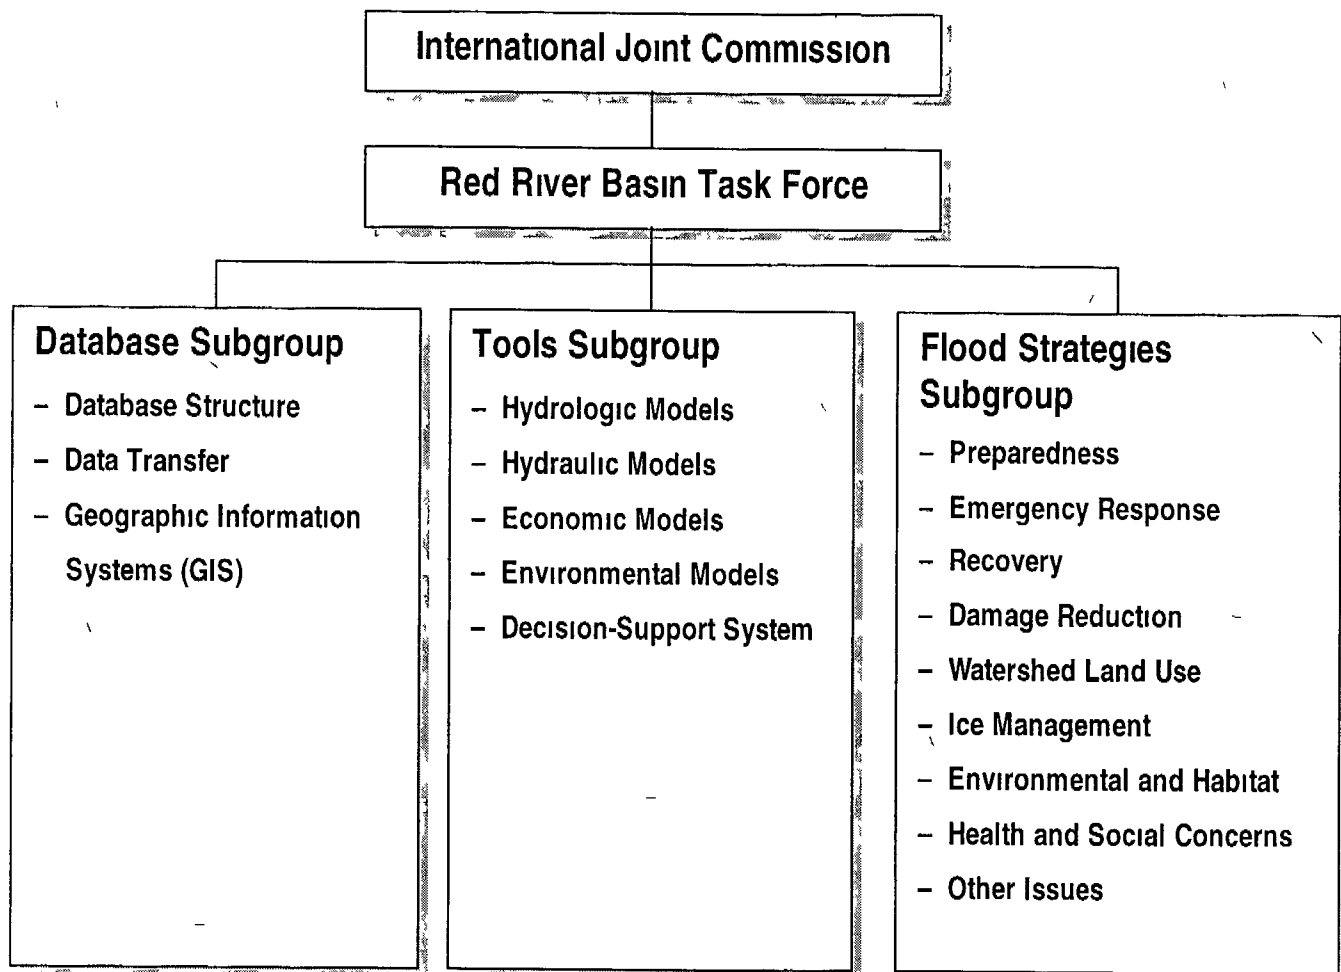 International Joint Commission
Red River Basin Task Force
Database Subgroup
– Database Structure
– Data Transfer
– Geographic Information
Systems (GIS)
Tools Subgroup
– Hydrologic Models
– Hydraulic Models
– Economic Models
– Environmental Models
– Decision-Support System
Flood Strategies
Subgroup
– Preparedness
– Emergency Response
– Recovery
– Damage Reduction
– Watershed Land Use
– Ice Management
– Environmental and Habitat
– Health and Social Concerns
– Other Issues